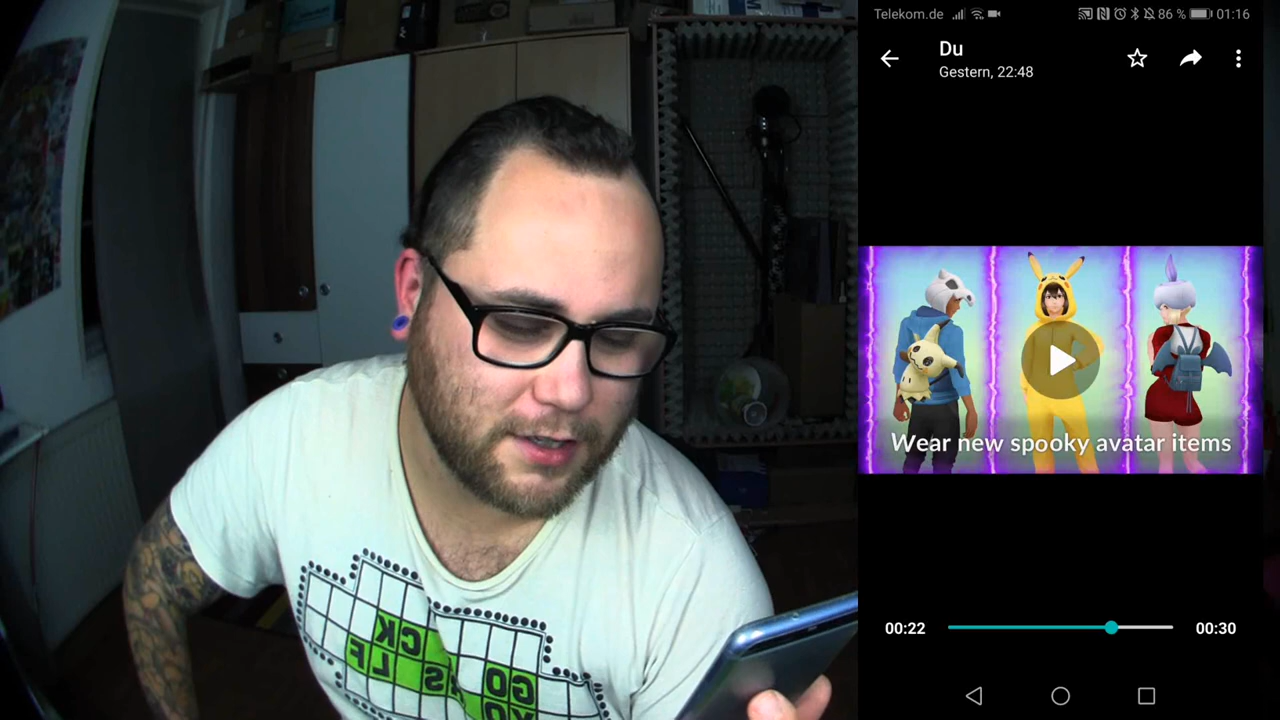 Telekom.de
86 %
01:16
Du
Gestern, 22:48
Wear new spooky avatar items
00:22
00:30